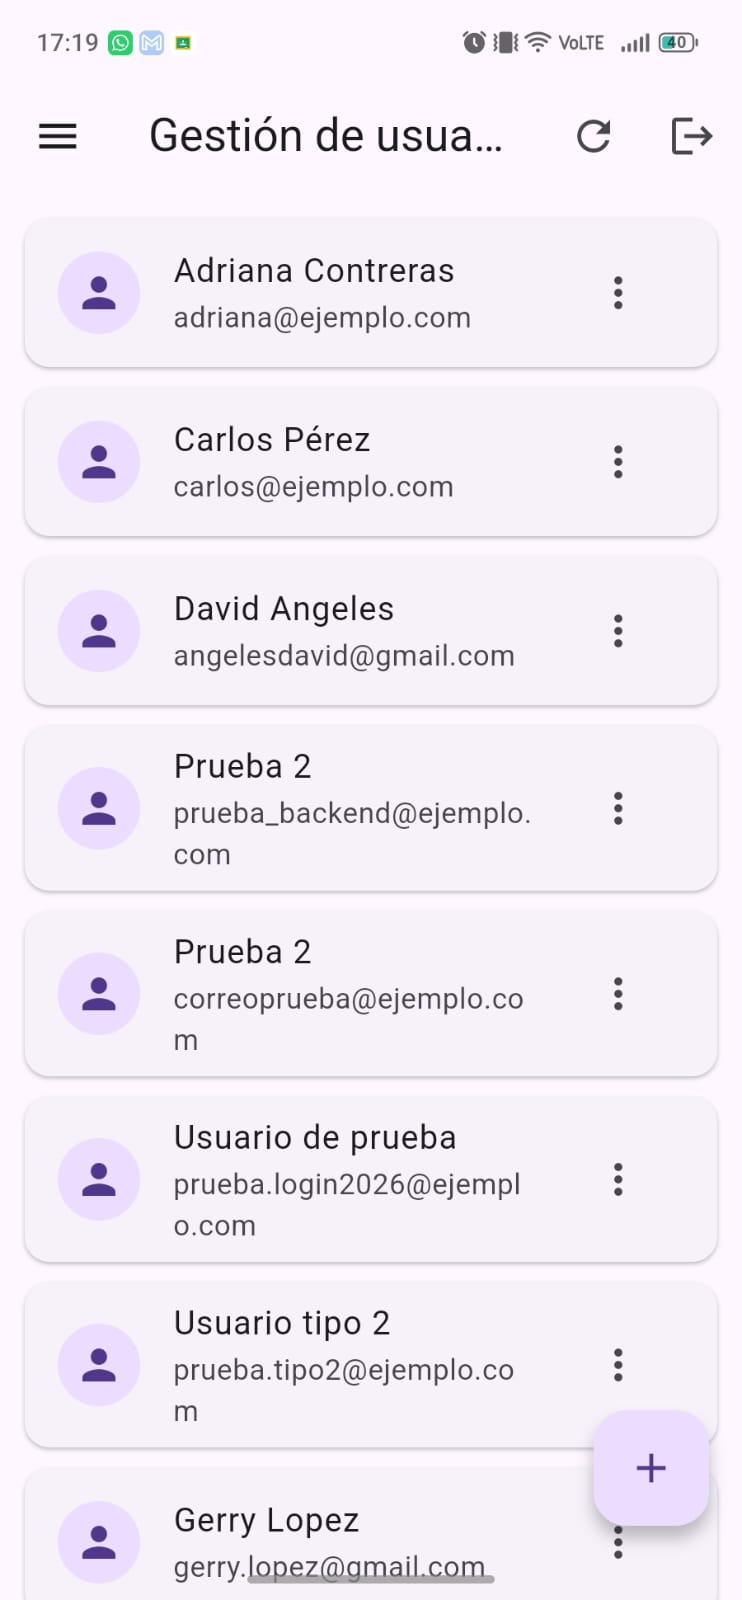 17:19
VoLTE
40
Gestión de usua...
Adriana Contreras
adriana@ejemplo.com
Carlos Pérez
carlos@ejemplo.com
David Angeles
angelesdavid@gmail.com
Prueba 2
prueba_backend@ejemplo.
com
Prueba 2
correoprueba@ejemplo.co
m
Usuario de prueba
prueba.login2026@ejempl
o.com
Usuario tipo 2
prueba.tipo2@ejemplo.co
m
Gerry Lopez
gerry.lopez@gmail.com